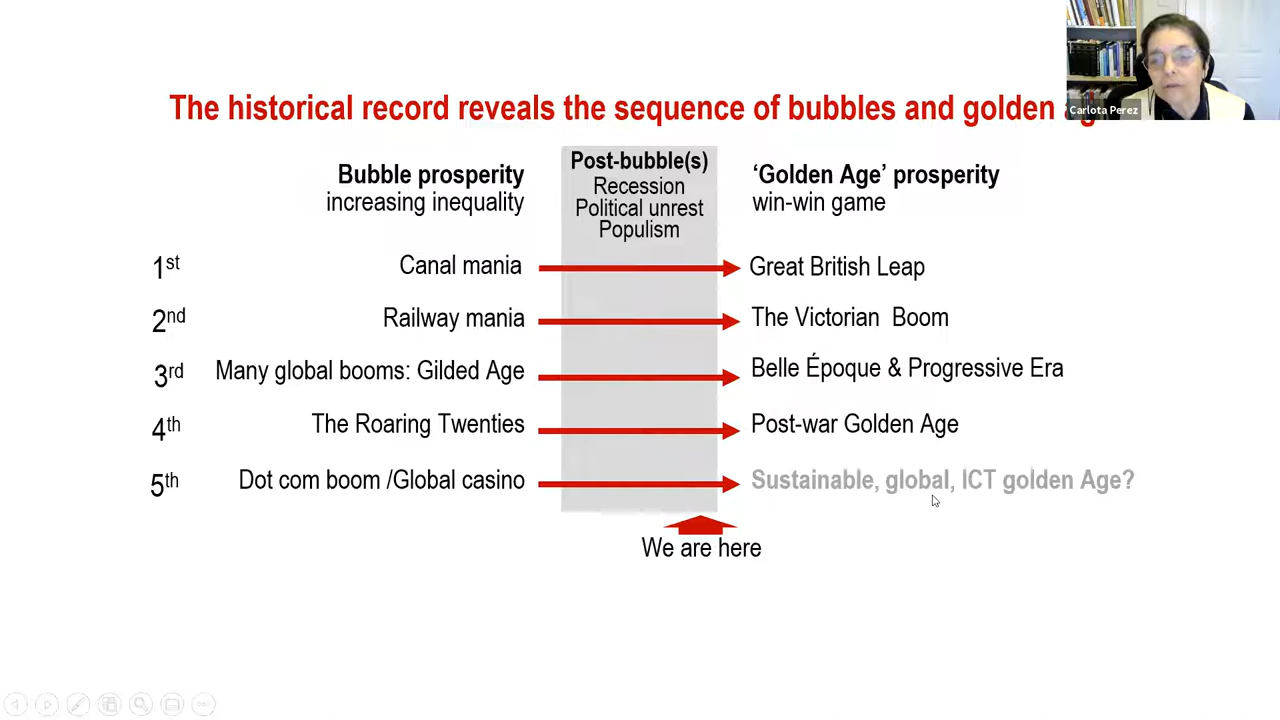 The historical record reveals the sequence of bubbles and golden
Carlota Perez
Bubble prosperity
increasing inequality
Post-bubble(s)
Recession
Political unrest
Populism
‘Golden Age’ prosperity
win-win game
1st Canal mania Great British Leap
2nd Railway mania The Victorian Boom
3rd Many global booms: Gilded Age Belle Époque & Progressive Era
4th The Roaring Twenties Post-war Golden Age
5th Dot com boom /Global casino Sustainable, global, ICT golden Age?
We are here